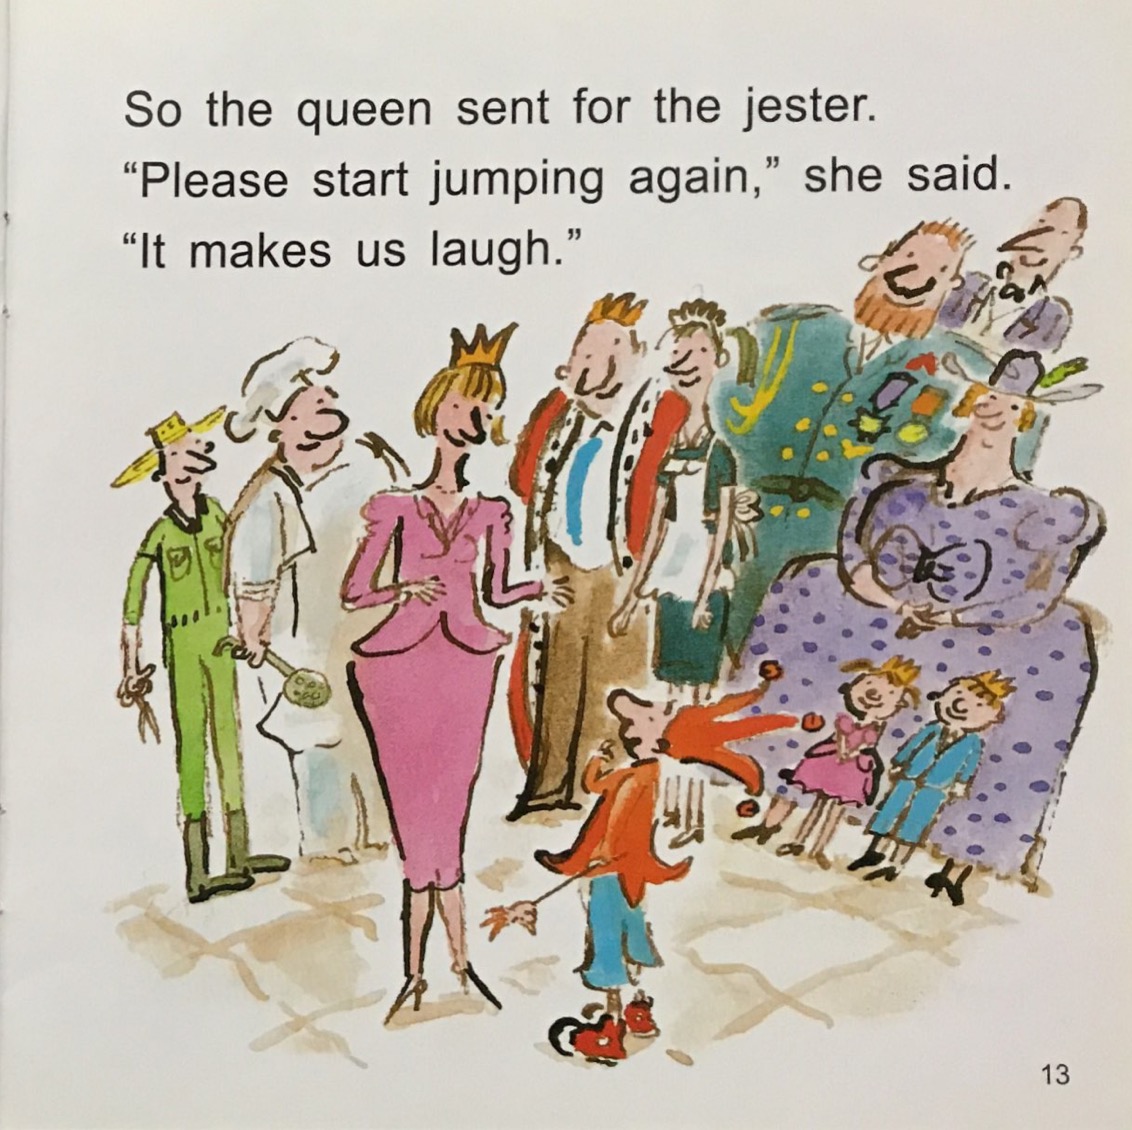 So the queen sent for the jester.
“Please start jumping again,” she said.
“It makes us laugh.”
13